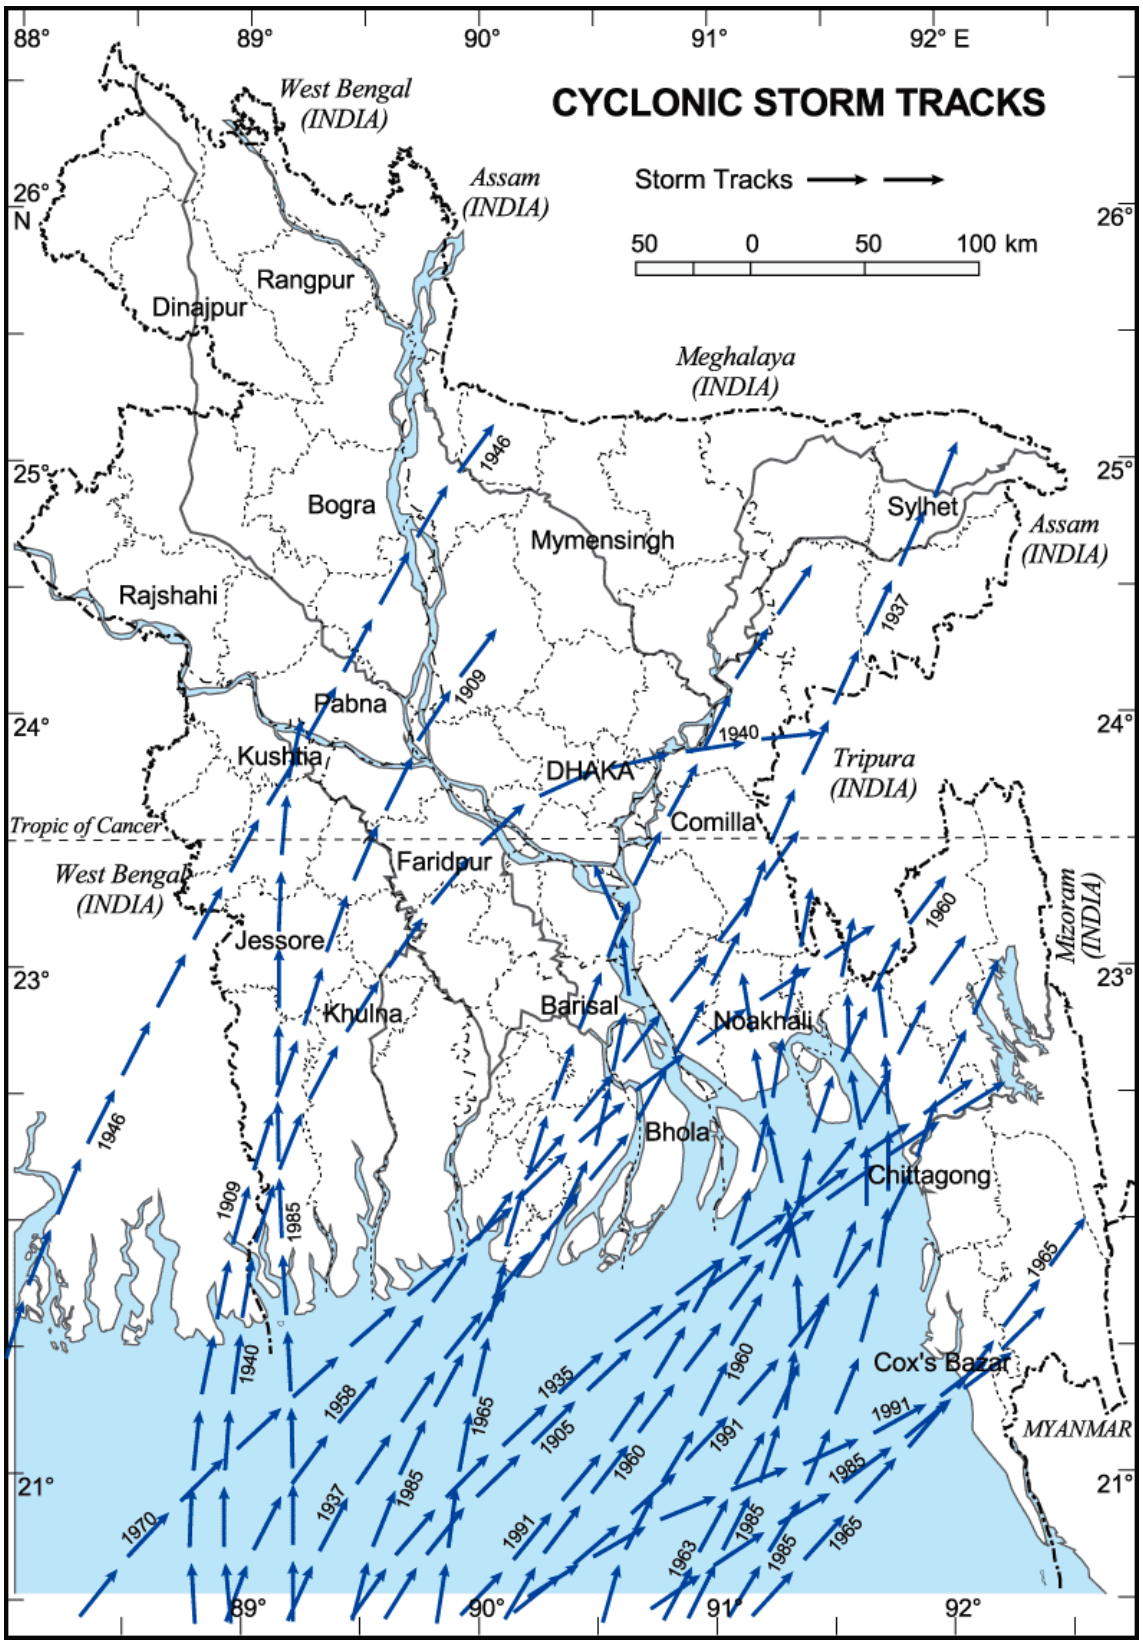 88°
89°
90°
91°
92° E
West Bengal
(INDIA)
CYCLONIC STORM TRACKS
Storm Tracks
Assam
(INDIA)
26°
N
26°
50
0
50
100 km
Rangpur
Dinajpur
Meghalaya
(INDIA)
1946
25°
25°
Bogra
Sylhet
Mymensingh
Assam
(INDIA)
Rajshahi
1937
1909
Pabna
24°
24°
1940
Kushtia
DHAKA
Tripura
(INDIA)
Tropic of Cancer
Comilla
West Bengal
(INDIA)
Faridpur
1960
Mizoram
(INDIA)
Jessore
23°
23°
Khulna
Barisal
Noakhali
1946
Bhola
Chittagong
1909
1985
1965
1940
1960
Cox's Bazar
1958
1935
1965
1905
1991
1991
MYANMAR
1960
1985
1985
21°
21°
1937
1970
1991
1985
1965
1963
1985
89°
90°
91°
92°